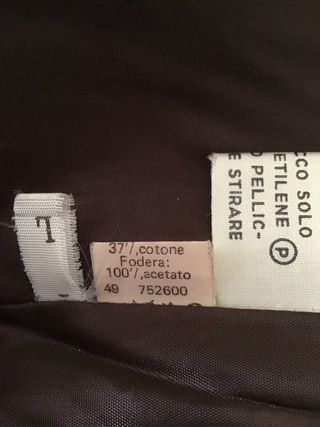 L
37%,cotone
Fodera:
100%,acetato
49 752600
CCO SOLO
ETILENE P
O PELLIC-
E STIRARE